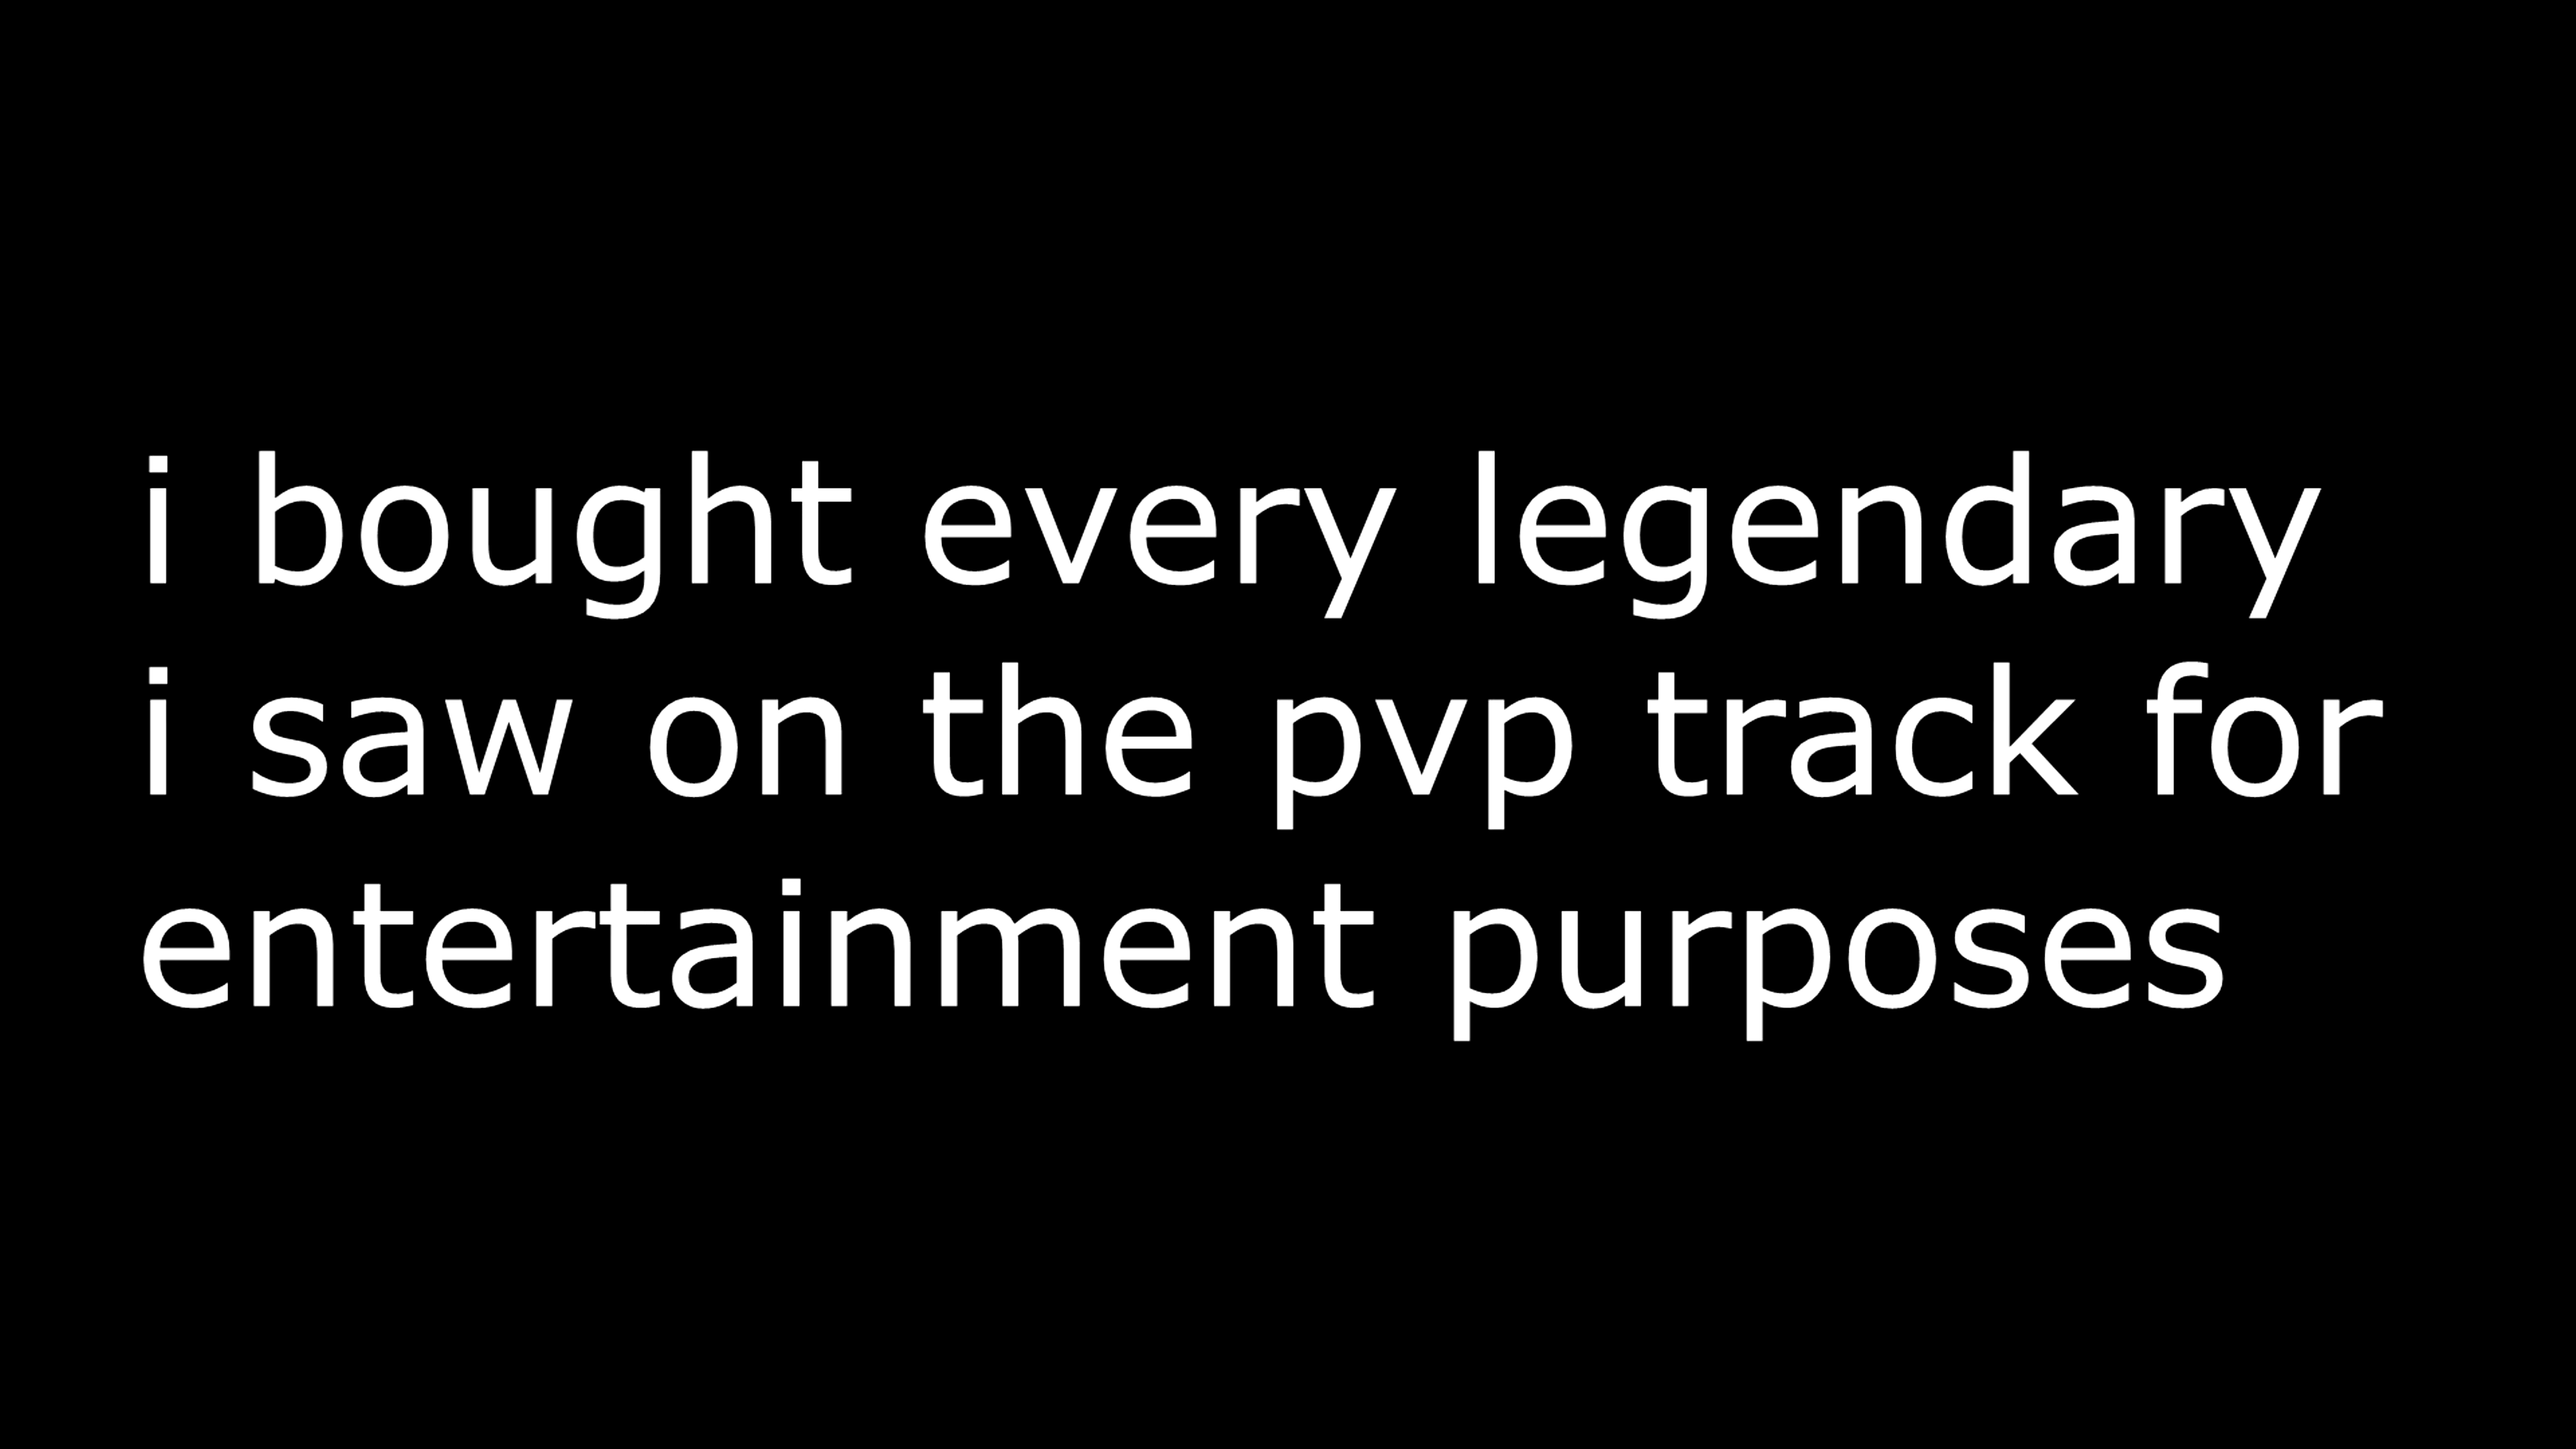 i bought every legendary
i saw on the pvp track for
entertainment purposes